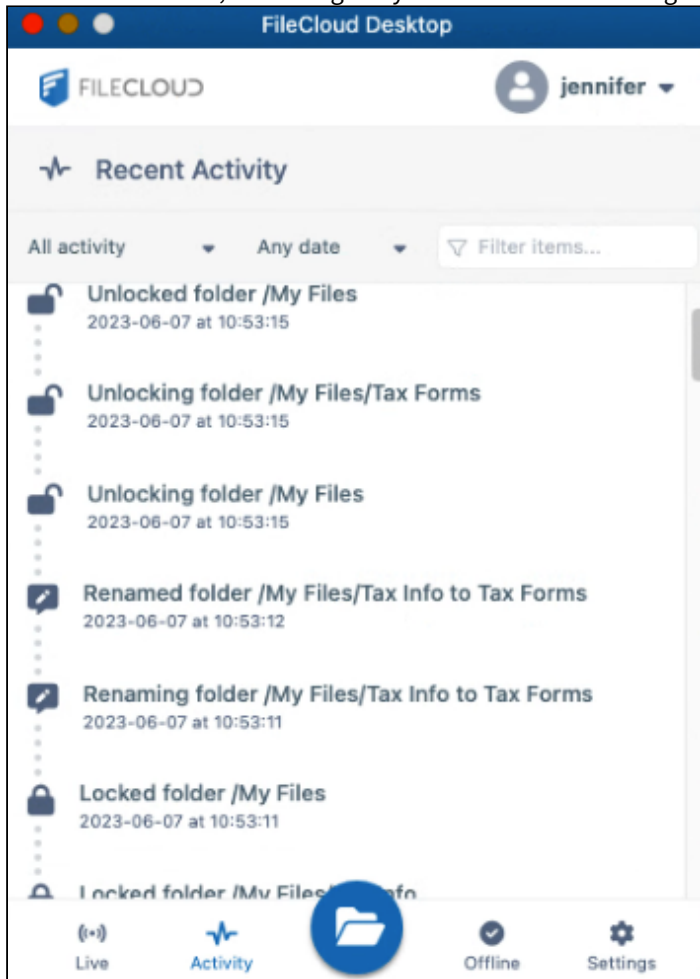 FileCloud Desktop
FILECLOUD
jennifer
Recent Activity
All activity Any date Filter items...
Unlocked folder /My Files
2023-06-07 at 10:53:15
Unlocking folder /My Files/Tax Forms
2023-06-07 at 10:53:15
Unlocking folder /My Files
2023-06-07 at 10:53:15
Renamed folder /My Files/Tax Info to Tax Forms
2023-06-07 at 10:53:12
Renaming folder /My Files/Tax Info to Tax Forms
2023-06-07 at 10:53:11
Locked folder /My Files
2023-06-07 at 10:53:11
Locked folder /My Files
Live Activity Offline Settings